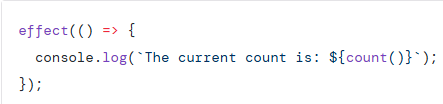 effect(() => {
  console.log(`The current count is: ${count()}`);
});